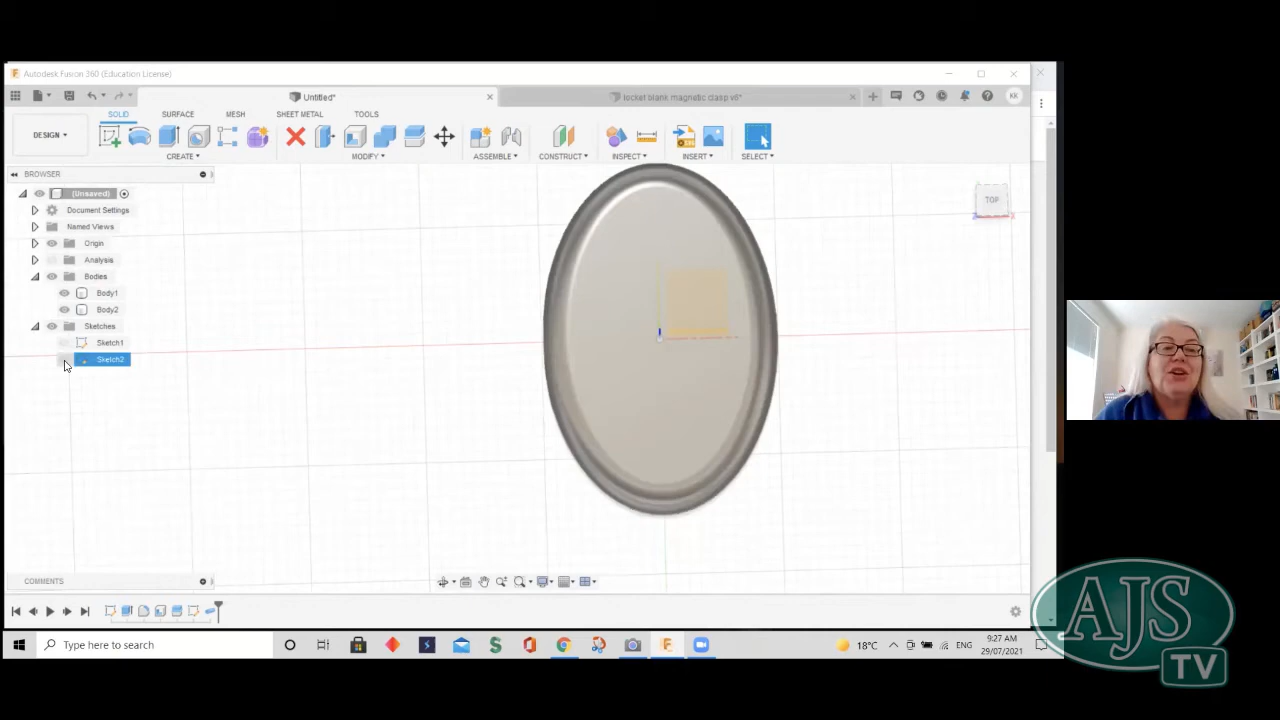 Autodesk Fusion 360 (Education License)
Untitled*
locket blank magnetic clasp v6*
KK
SOLID
SURFACE
MESH
SHEET METAL
TOOLS
DESIGN
CREATE
MODIFY
ASSEMBLE
CONSTRUCT
INSPECT
INSERT
SELECT
BROWSER
(Unsaved)
Document Settings
Named Views
Origin
Analysis
Bodies
Body1
Body2
Sketches
Sketch1
Sketch2
TOP
COMMENTS
Type here to search
18°C
ENG
9:27 AM
29/07/2021
AJS
TV